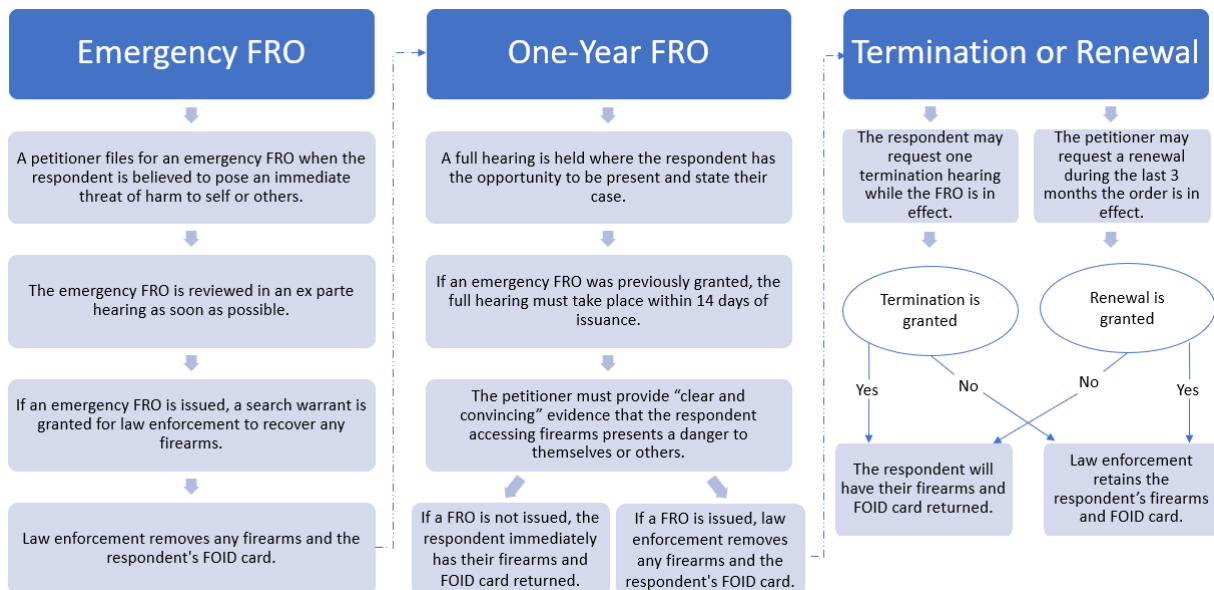 Emergency FRO
A petitioner files for an emergency FRO when the
respondent is believed to pose an immediate
threat of harm to self or others.
The emergency FRO is reviewed in an ex parte
hearing as soon as possible.
If an emergency FRO is issued, a search warrant is
granted for law enforcement to recover any
firearms.
Law enforcement removes any firearms and the
respondent's FOID card.
One-Year FRO
A full hearing is held where the respondent has
the opportunity to be present and state their
case.
If an emergency FRO was previously granted, the
full hearing must take place within 14 days of
issuance.
The petitioner must provide “clear and
convincing” evidence that the respondent
accessing firearms presents a danger to
themselves or others.
If a FRO is not issued, the
respondent immediately
has their firearms and
FOID card returned.
If a FRO is issued, law
enforcement removes
any firearms and the
respondent's FOID card.
Termination or Renewal
The respondent may
request one
termination hearing
while the FRO is in
effect.
The petitioner may
request a renewal
during the last 3
months the order is in
effect.
Termination is
granted
Renewal is
granted
Yes
No
No
Yes
The respondent will
have their firearms and
FOID card returned.
Law enforcement
retains the
respondent’s firearms
and FOID card.